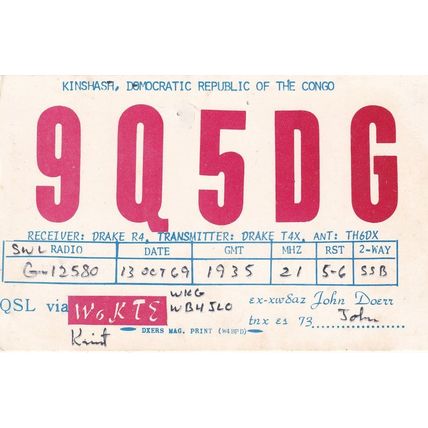 KINSHASA, DOMOCRATIC REPUBLIC OF THE CONGO
9Q5DG
RECEIVER: DRAKE R4, TRANSMITTER: DRAKE T4X, ANT: TH6DX
SWL RADIO DATE GMT MHZ RST 2-WAY
G-12580 13 OCT 69 1935 21 5-6 SSB
WKG
QSL via W6KTE WB4JLO ex-xw8az John Doerr
tnx es 73 John
DXERS MAG. PRINT (W4BPD)